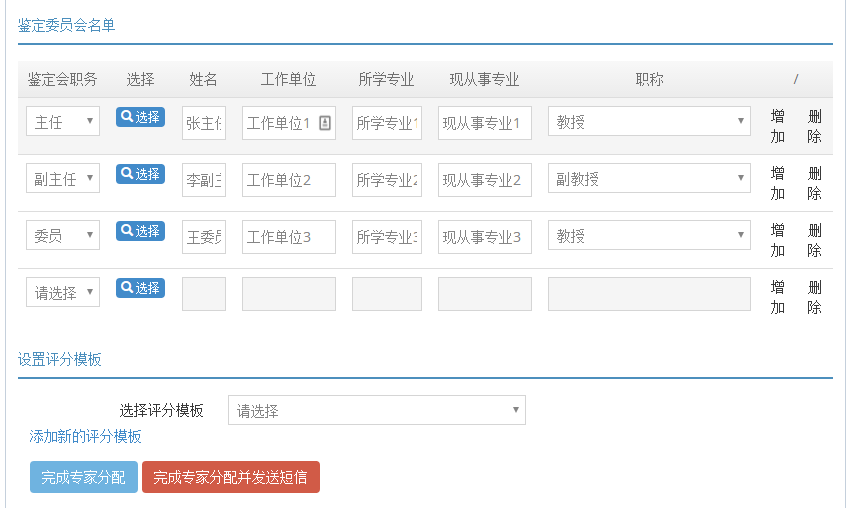 鉴定委员会名单
鉴定会职务 选择 姓名 工作单位 所学专业 现从事专业 职称 /
主任 选择 张主 工作单位1 所学专业1 现从事专业1 教授 增加 删除
副主任 选择 李副 工作单位2 所学专业2 现从事专业2 副教授 增加 删除
委员 选择 王委 工作单位3 所学专业3 现从事专业3 教授 增加 删除
请选择 选择 增加 删除
设置评分模板
选择评分模板 请选择
添加新的评分模板
完成专家分配 完成专家分配并发送短信